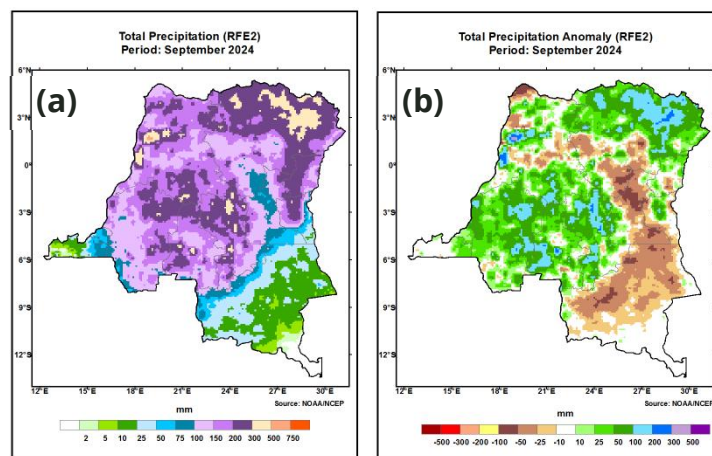 Total Precipitation (RFE2)
Period: September 2024
(a)
6°N
3°N
0°
3°S
6°S
9°S
12°S
12°E 15°E 18°E 21°E 24°E 27°E 30°E
mm
Source: NOAA/NCEP
2 5 10 25 50 75 100 150 200 300 500 750
Total Precipitation Anomaly (RFE2)
Period: September 2024
(b)
6°N
3°N
0°
3°S
6°S
9°S
12°S
12°E 15°E 18°E 21°E 24°E 27°E 30°E
mm
Source: NOAA/NCEP
-500 -300 -200 -100 -50 -25 -10 10 25 50 100 200 300 500